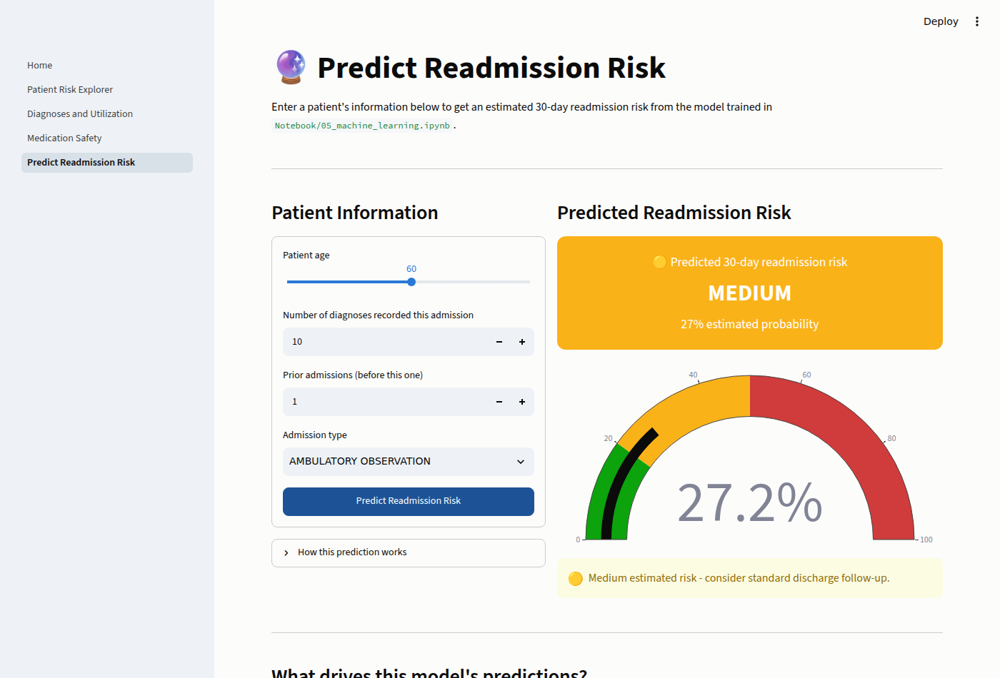 Deploy
Home
Patient Risk Explorer
Diagnoses and Utilization
Medication Safety
Predict Readmission Risk
Predict Readmission Risk
Enter a patient's information below to get an estimated 30-day readmission risk from the model trained in
Notebook/05_machine_learning.ipynb.
Patient Information
Patient age
60
Number of diagnoses recorded this admission
10
Prior admissions (before this one)
1
Admission type
AMBULATORY OBSERVATION
Predict Readmission Risk
How this prediction works
Predicted Readmission Risk
🟡 Predicted 30-day readmission risk
MEDIUM
27% estimated probability
0
20
40
60
80
100
27.2%
🟡 Medium estimated risk - consider standard discharge follow-up.
What drives this model's predictions?